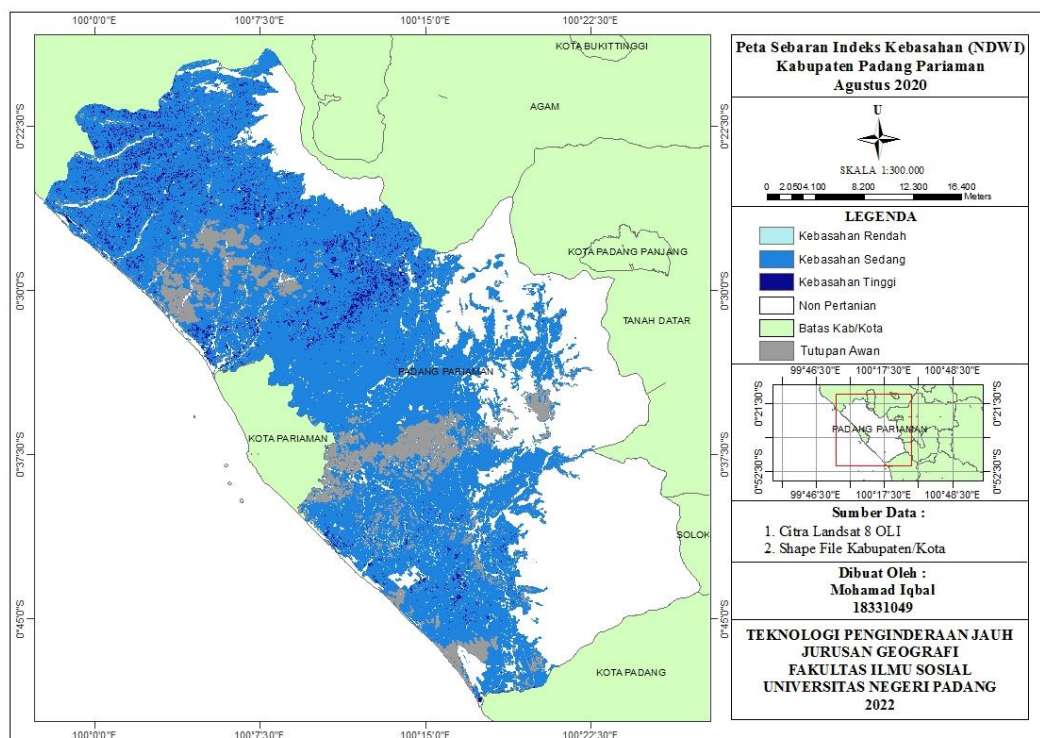 100°0'0"E 100°7'30"E 100°15'0"E 100°22'30"E
0°22'30"S
0°30'0"S
0°37'30"S
0°45'0"S
KOTA BUKITTINGGI
AGAM
KOTA PADANG PANJANG
TANAH DATAR
PADANG PARIAMAN
KOTA PARIAMAN
SOLOK
KOTA PADANG
0°22'30"S
0°30'0"S
0°37'30"S
0°45'0"S
100°0'0"E 100°7'30"E 100°15'0"E 100°22'30"E
Peta Sebaran Indeks Kebasahan (NDWI)
Kabupaten Padang Pariaman
Agustus 2020
U
SKALA 1:300.000
0 2.0504.100 8.200 12.300 16.400
Meters
LEGENDA
Kebasahan Rendah
Kebasahan Sedang
Kebasahan Tinggi
Non Pertanian
Batas Kab/Kota
Tutupan Awan
99°46'30"E 100°17'30"E 100°48'30"E
0°21'30"S 0°21'30"S
PADANG PARIAMAN
0°52'30"S 0°52'30"S
99°46'30"E 100°17'30"E 100°48'30"E
Sumber Data :
1. Citra Landsat 8 OLI
2. Shape File Kabupaten/Kota
Dibuat Oleh :
Mohamad Iqbal
18331049
TEKNOLOGI PENGINDERAAN JAUH
JURUSAN GEOGRAFI
FAKULTAS ILMU SOSIAL
UNIVERSITAS NEGERI PADANG
2022